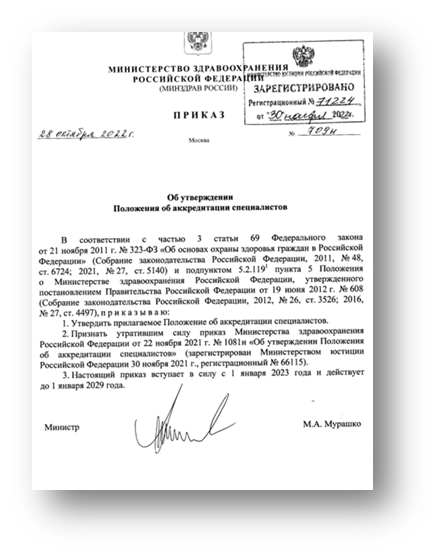 МИНИСТЕРСТВО ЗДРАВООХРАНЕНИЯ
РОССИЙСКОЙ ФЕДЕРАЦИИ
(МИНЗДРАВ РОССИИ)
МИНИСТЕРСТВО ЮСТИЦИИ РОССИЙСКОЙ ФЕДЕРАЦИИ
ЗАРЕГИСТРИРОВАНО
Регистрационный № 71224
от "30" ноября 2022г.
ПРИКАЗ
28 октября 2022 г.
№ 709н
Москва
Об утверждении
Положения об аккредитации специалистов
В соответствии с частью 3 статьи 69 Федерального закона
от 21 ноября 2011 г. № 323-ФЗ «Об основах охраны здоровья граждан в Российской
Федерации» (Собрание законодательства Российской Федерации, 2011, № 48,
ст. 6724; 2021, № 27, ст. 5140) и подпунктом 5.2.119¹ пункта 5 Положения
о Министерстве здравоохранения Российской Федерации, утвержденного
постановлением Правительства Российской Федерации от 19 июня 2012 г. № 608
(Собрание законодательства Российской Федерации, 2012, № 26, ст. 3526; 2016,
№ 27, ст. 4497), п р и к а з ы в а ю:
1. Утвердить прилагаемое Положение об аккредитации специалистов.
2. Признать утратившим силу приказ Министерства здравоохранения
Российской Федерации от 22 ноября 2021 г. № 1081н «Об утверждении Положения
об аккредитации специалистов» (зарегистрирован Министерством юстиции
Российской Федерации 30 ноября 2021 г., регистрационный № 66115).
3. Настоящий приказ вступает в силу с 1 января 2023 года и действует
до 1 января 2029 года.
Министр
М.А. Мурашко